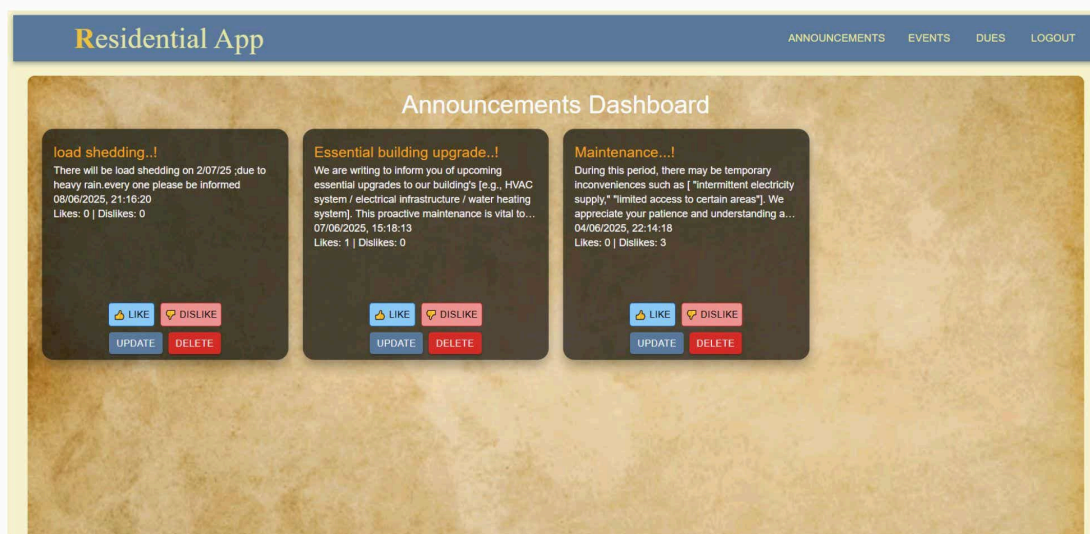 Residential App
ANNOUNCEMENTS EVENTS DUES LOGOUT
Announcements Dashboard
load shedding..!
There will be load shedding on 2/07/25 ;due to
heavy rain.every one please be informed
08/06/2025, 21:16:20
Likes: 0 | Dislikes: 0
👍 LIKE 👎 DISLIKE
UPDATE DELETE
Essential building upgrade..!
We are writing to inform you of upcoming
essential upgrades to our building's [e.g., HVAC
system / electrical infrastructure / water heating
system]. This proactive maintenance is vital to…
07/06/2025, 15:18:13
Likes: 1 | Dislikes: 0
👍 LIKE 👎 DISLIKE
UPDATE DELETE
Maintenance...!
During this period, there may be temporary
inconveniences such as [ "intermittent electricity
supply," "limited access to certain areas"]. We
appreciate your patience and understanding a…
04/06/2025, 22:14:18
Likes: 0 | Dislikes: 3
👍 LIKE 👎 DISLIKE
UPDATE DELETE